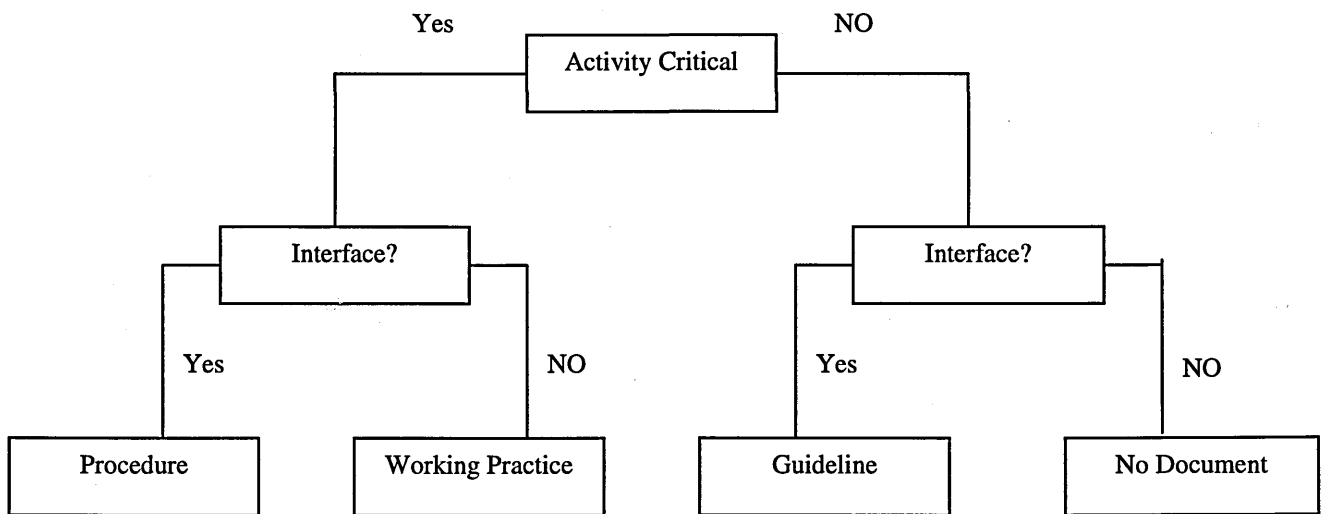 Yes
NO
Activity Critical
Interface?
Interface?
Yes
NO
Yes
NO
Procedure
Working Practice
Guideline
No Document